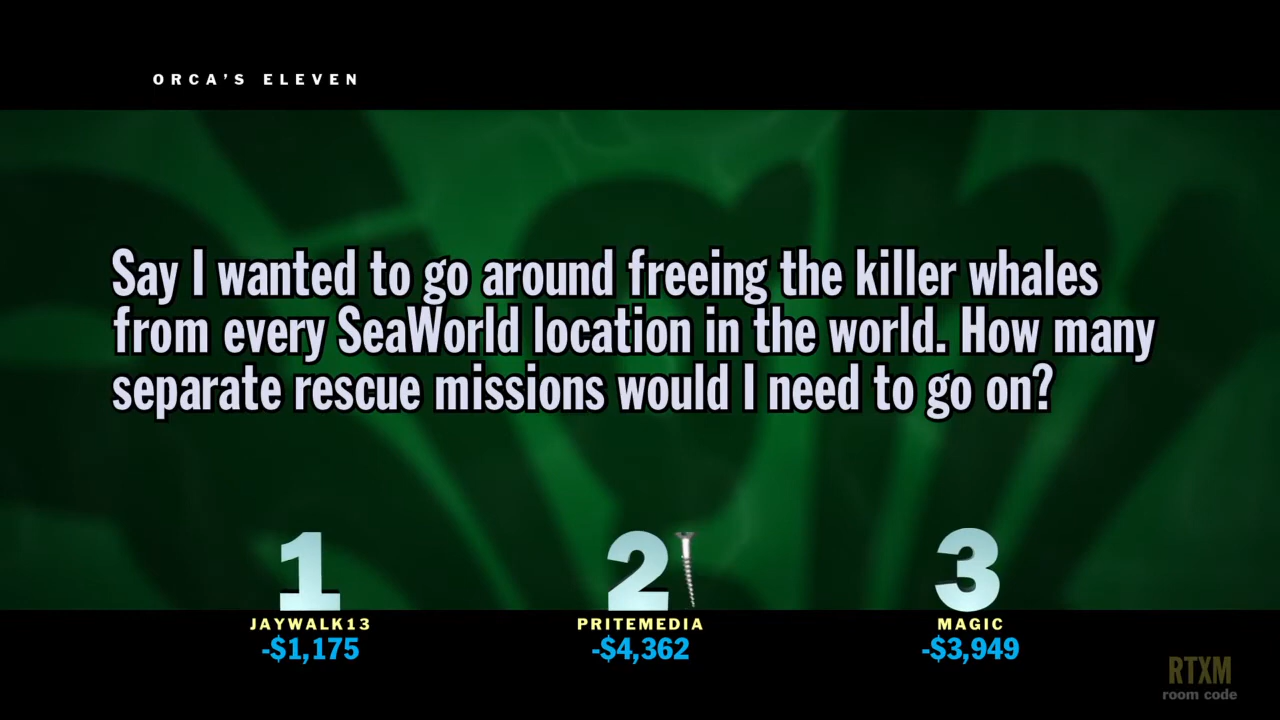 ORCA'S ELEVEN
Say I wanted to go around freeing the killer whales
from every SeaWorld location in the world. How many
separate rescue missions would I need to go on?
1 2 3
JAYWALK13 PRITEMEDIA MAGIC
-$1,175 -$4,362 -$3,949
RTXM
room code